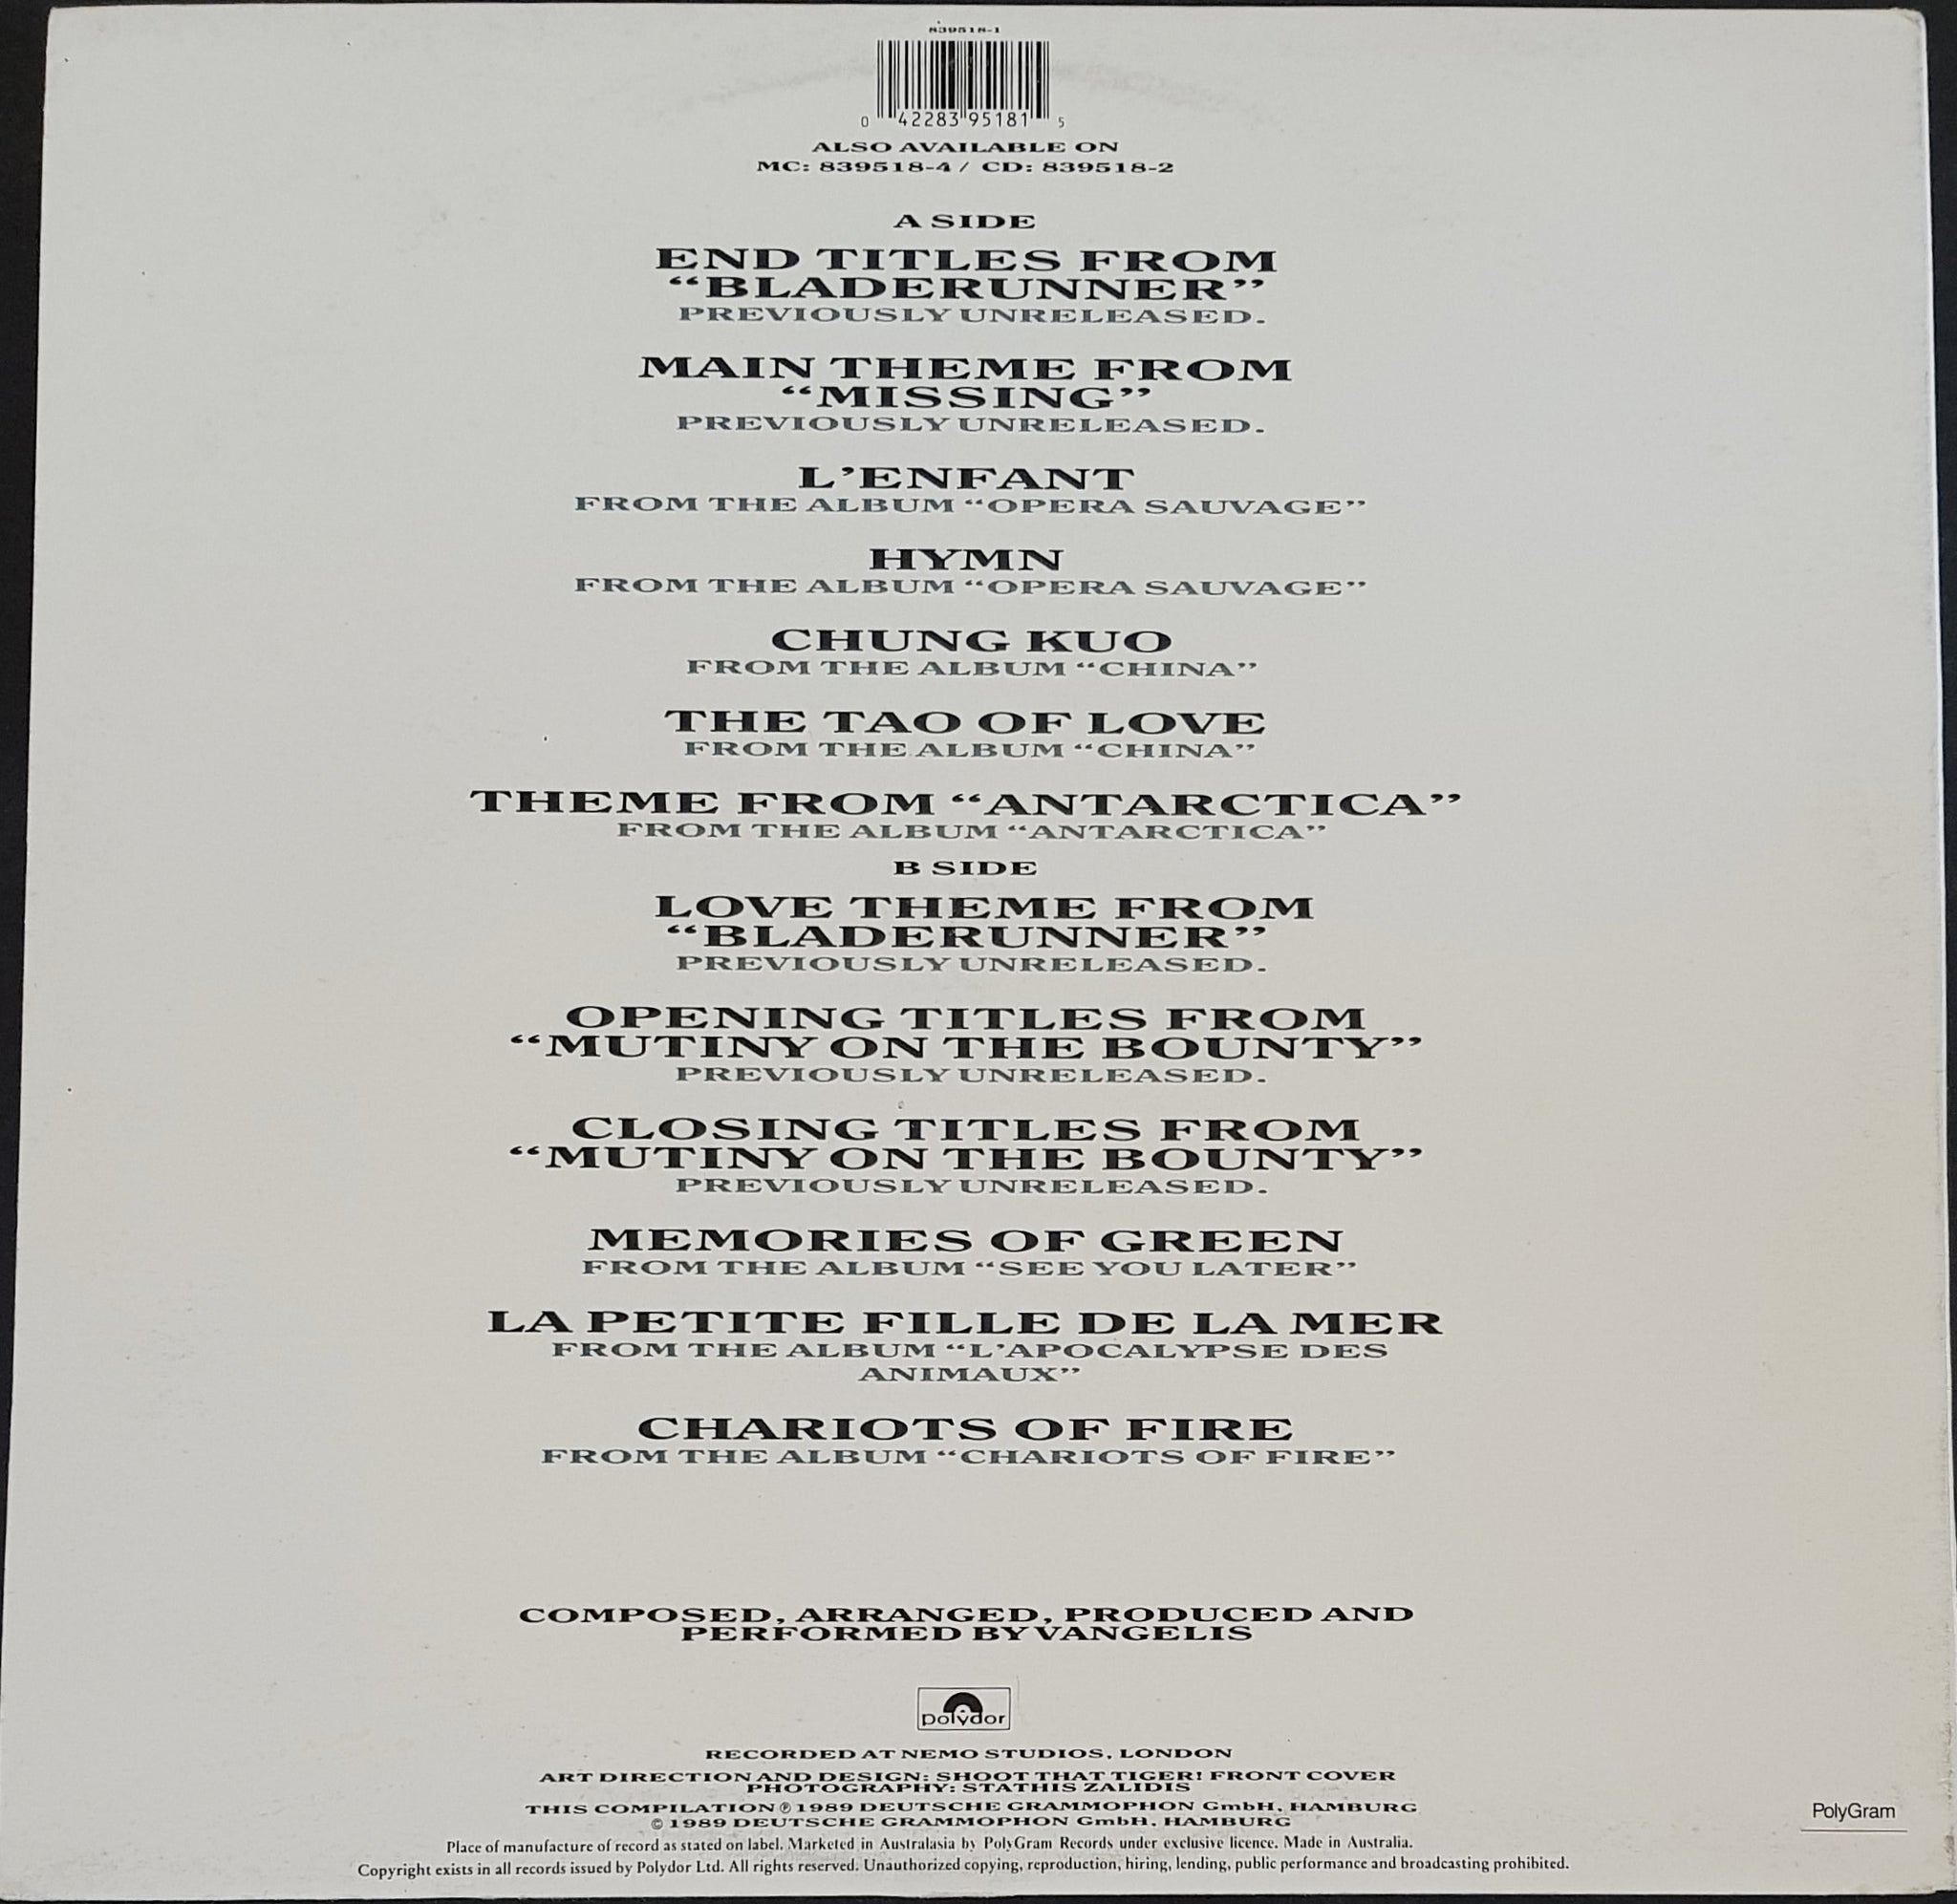 839518-1
0 42283 95181 5
ALSO AVAILABLE ON
MC: 839518-4 / CD: 839518-2
A SIDE
END TITLES FROM
“BLADERUNNER”
PREVIOUSLY UNRELEASED.
MAIN THEME FROM
“MISSING”
PREVIOUSLY UNRELEASED.
L’ENFANT
FROM THE ALBUM “OPERA SAUVAGE”
HYMN
FROM THE ALBUM “OPERA SAUVAGE”
CHUNG KUO
FROM THE ALBUM “CHINA”
THE TAO OF LOVE
FROM THE ALBUM “CHINA”
THEME FROM “ANTARCTICA”
FROM THE ALBUM “ANTARCTICA”
B SIDE
LOVE THEME FROM
“BLADERUNNER”
PREVIOUSLY UNRELEASED.
OPENING TITLES FROM
“MUTINY ON THE BOUNTY”
PREVIOUSLY UNRELEASED.
CLOSING TITLES FROM
“MUTINY ON THE BOUNTY”
PREVIOUSLY UNRELEASED.
MEMORIES OF GREEN
FROM THE ALBUM “SEE YOU LATER”
LA PETITE FILLE DE LA MER
FROM THE ALBUM “L’APOCALYPSE DES
ANIMAUX”
CHARIOTS OF FIRE
FROM THE ALBUM “CHARIOTS OF FIRE”
COMPOSED, ARRANGED, PRODUCED AND
PERFORMED BY VANGELIS
polydor
RECORDED AT NEMO STUDIOS, LONDON
ART DIRECTION AND DESIGN: SHOOT THAT TIGER! FRONT COVER
PHOTOGRAPHY: STATHIS ZALIDIS
THIS COMPILATION ℗ 1989 DEUTSCHE GRAMMOPHON GmbH, HAMBURG
© 1989 DEUTSCHE GRAMMOPHON GmbH, HAMBURG
PolyGram
Place of manufacture of record as stated on label. Marketed in Australasia by PolyGram Records under exclusive licence. Made in Australia.
Copyright exists in all records issued by Polydor Ltd. All rights reserved. Unauthorized copying, reproduction, hiring, lending, public performance and broadcasting prohibited.